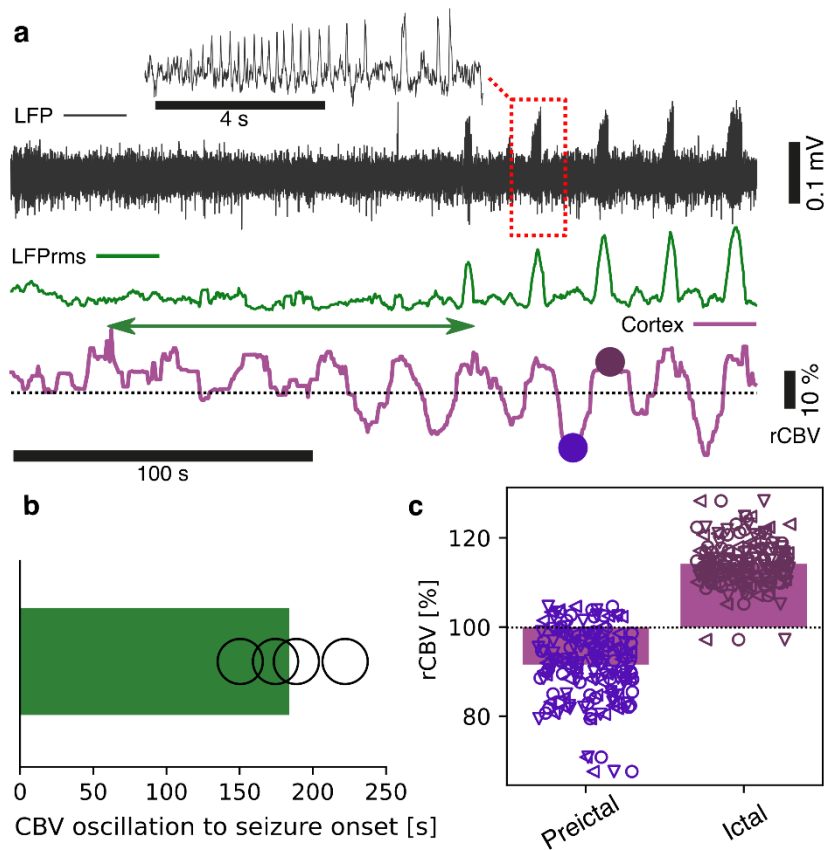 a
4 s
LFP
0.1 mV
LFPrms
Cortex
10 %
rCBV
100 s
b
0 50 100 150 200 250
CBV oscillation to seizure onset [s]
c
rCBV [%]
120
100
80
Preictal
Ictal